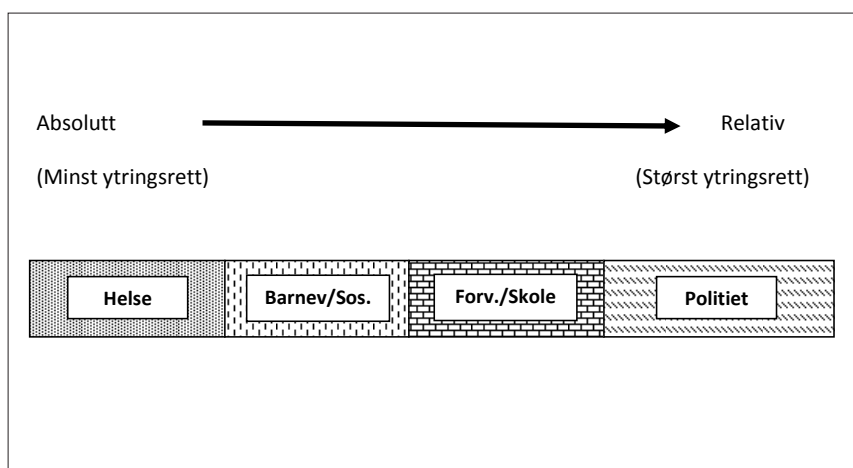 Absolutt Relativ
(Minst ytringsrett) (Størst ytringsrett)
Helse Barnev/Sos. Forv./Skole Politiet